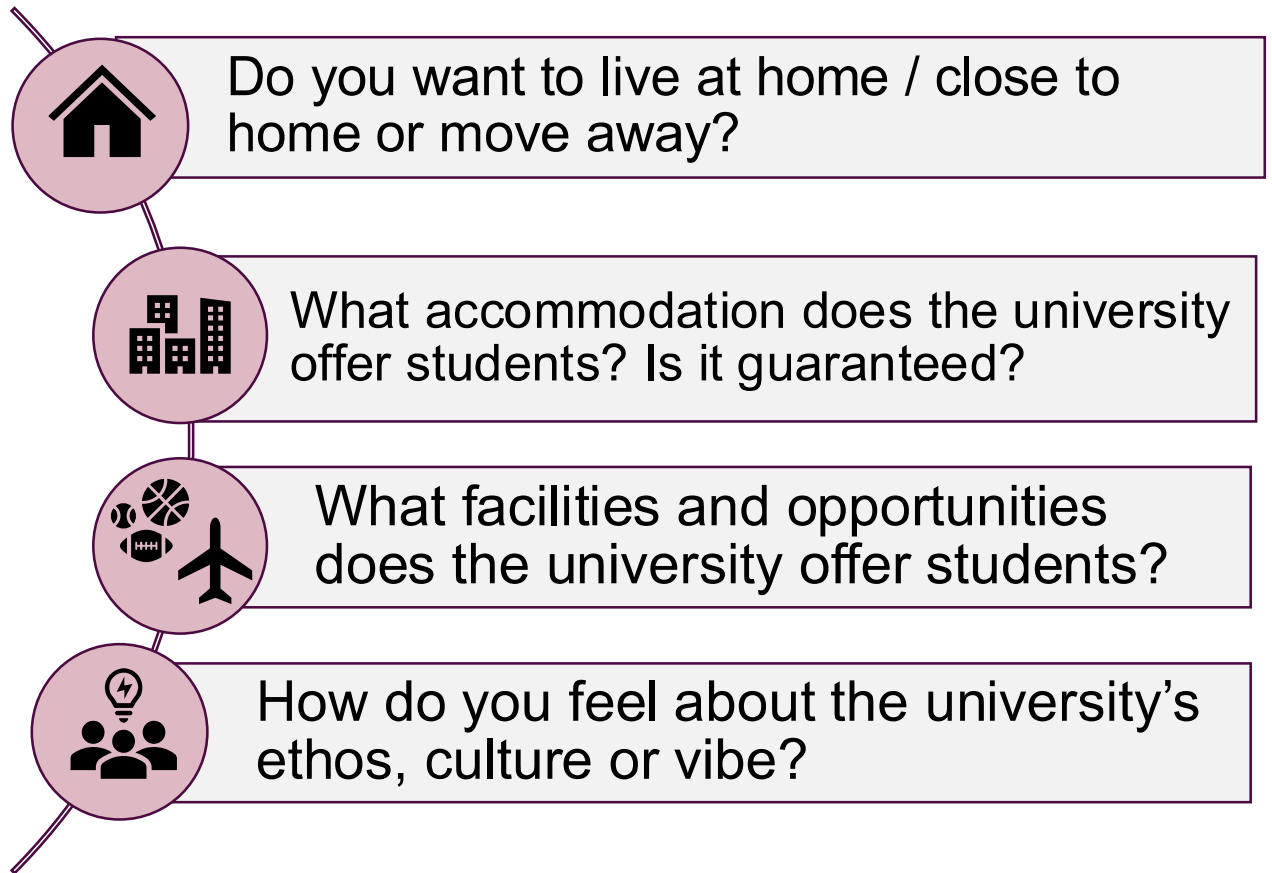 Do you want to live at home / close to
home or move away?
What accommodation does the university
offer students? Is it guaranteed?
What facilities and opportunities
does the university offer students?
How do you feel about the university’s
ethos, culture or vibe?